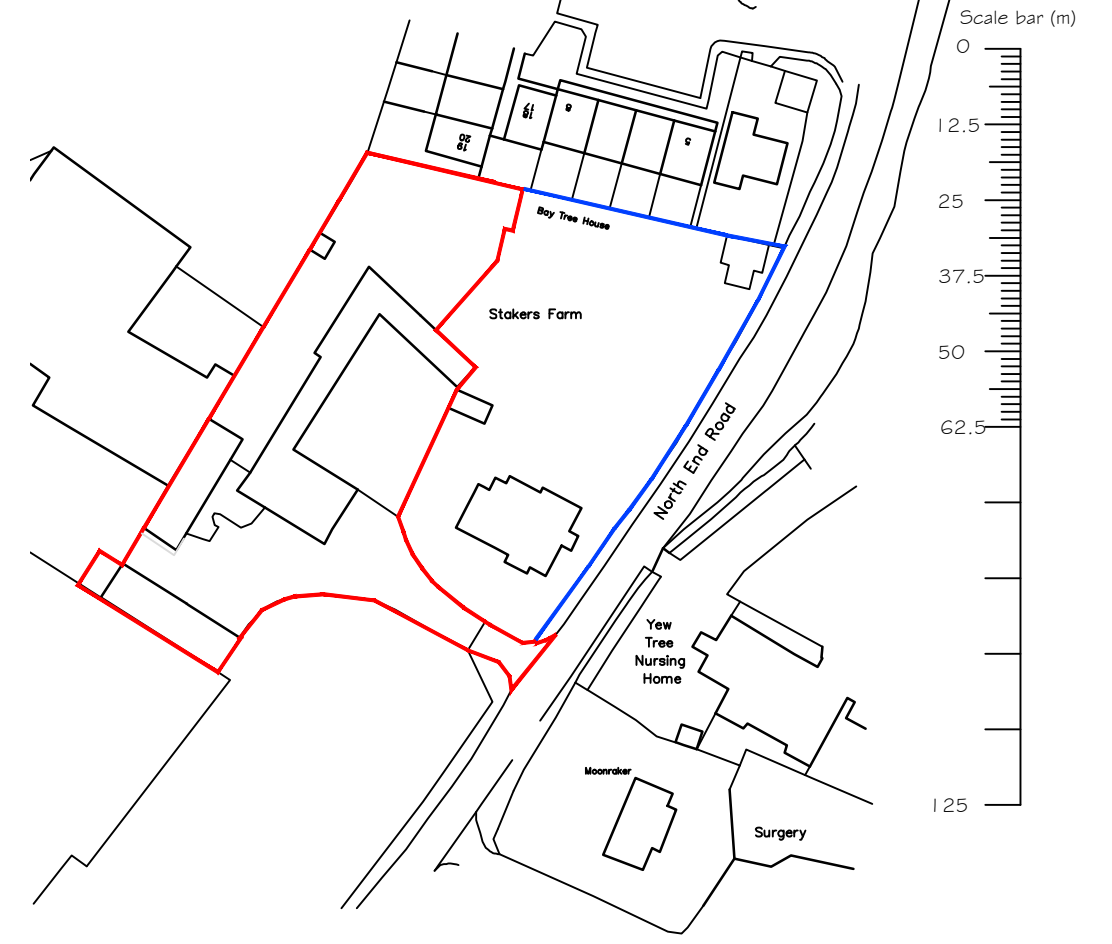 Scale bar (m)
0
12.5
25
37.5
50
62.5
125
17
18
8
5
19
20
Bay Tree House
Stakers Farm
North End Road
Yew
Tree
Nursing
Home
Moonraker
Surgery